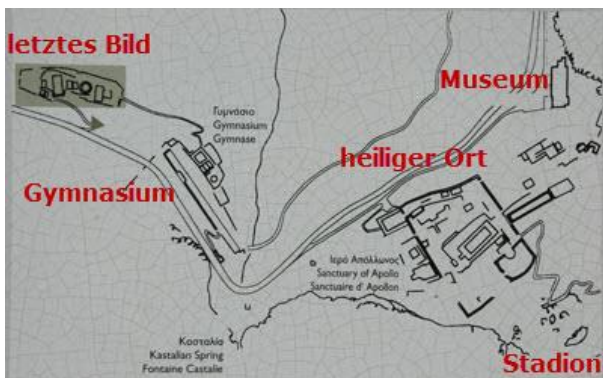 letztes Bild
Museum
Γυμνάσιο
Gymnasium
Gymnase
heiliger Ort
Gymnasium
Ιερό Απόλλωνος
Sanctuary of Apollo
Sanctuaire d' Apollon
Κασταλία
Kastalian Spring
Fontaine Castalie
Stadion